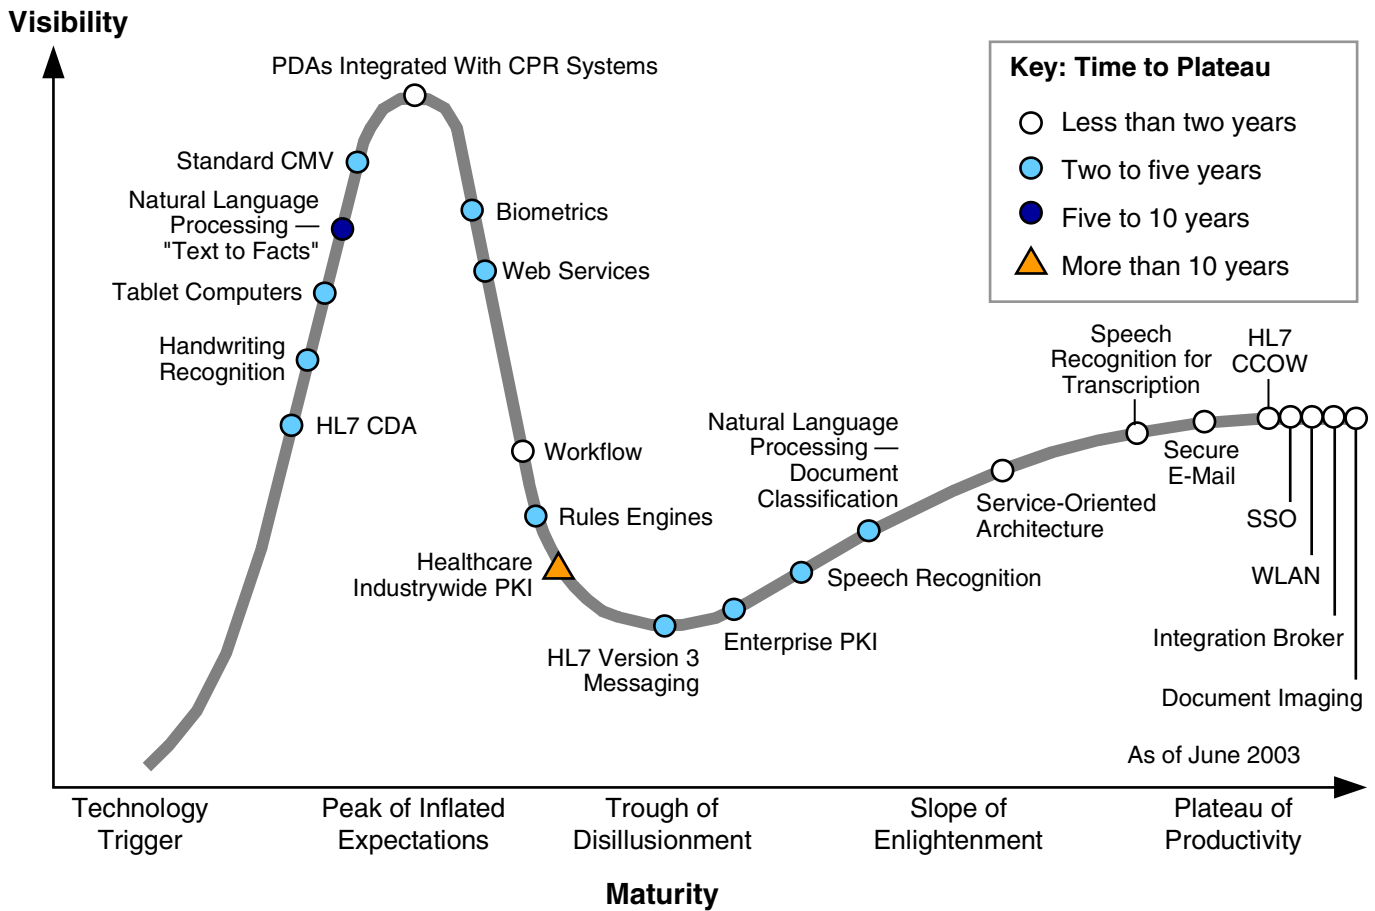 Visibility
PDAs Integrated With CPR Systems
Key: Time to Plateau
Less than two years
Two to five years
Five to 10 years
More than 10 years
Standard CMV
Natural Language
Processing —
"Text to Facts"
Tablet Computers
Handwriting
Recognition
HL7 CDA
Biometrics
Web Services
Workflow
Rules Engines
Healthcare
Industrywide PKI
HL7 Version 3
Messaging
Enterprise PKI
Speech Recognition
Natural Language
Processing —
Document
Classification
Service-Oriented
Architecture
Speech
Recognition for
Transcription
Secure
E-Mail
HL7
CCOW
SSO
WLAN
Integration Broker
Document Imaging
As of June 2003
Technology
Trigger
Peak of Inflated
Expectations
Trough of
Disillusionment
Slope of
Enlightenment
Plateau of
Productivity
Maturity